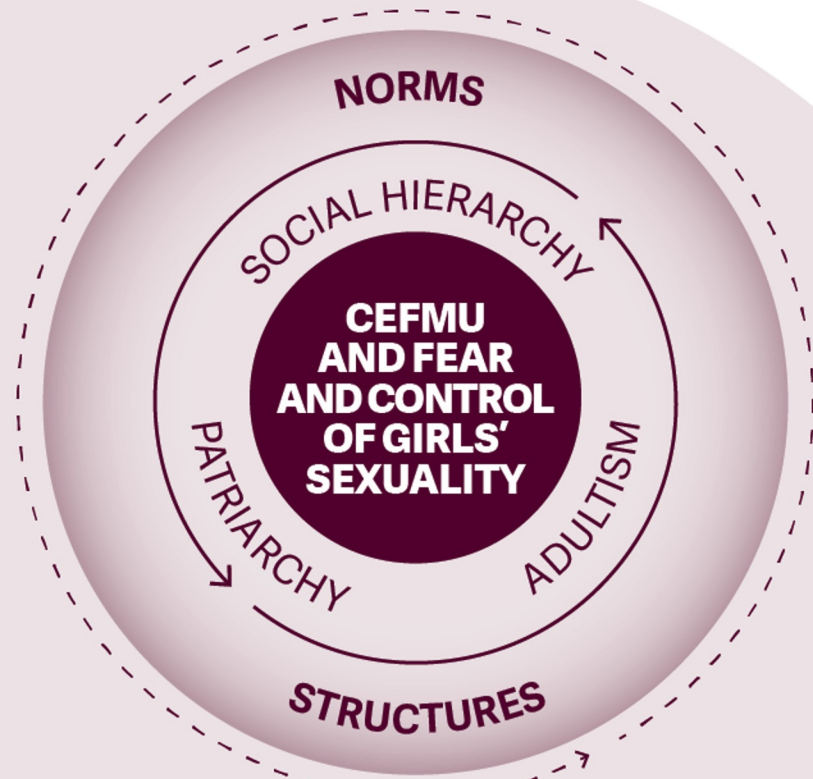 NORMS
SOCIAL HIERARCHY
CEFMU
AND FEAR
AND CONTROL
OF GIRLS’
SEXUALITY
PATRIARCHY
ADULTISM
STRUCTURES